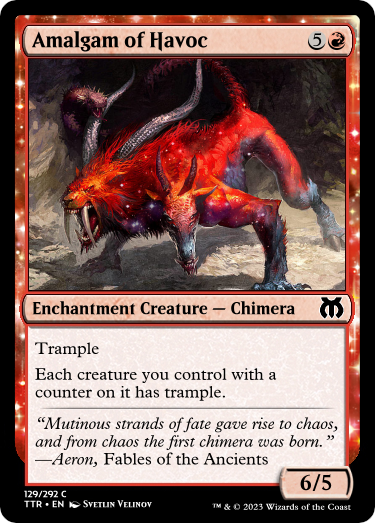 Amalgam of Havoc 5
Enchantment Creature — Chimera
Trample
Each creature you control with a
counter on it has trample.
“Mutinous strands of fate gave rise to chaos,
and from chaos the first chimera was born.”
—Aeron, Fables of the Ancients
6/5
129/292 C
TTR • EN Svetlin Velinov
™ & © 2023 Wizards of the Coast